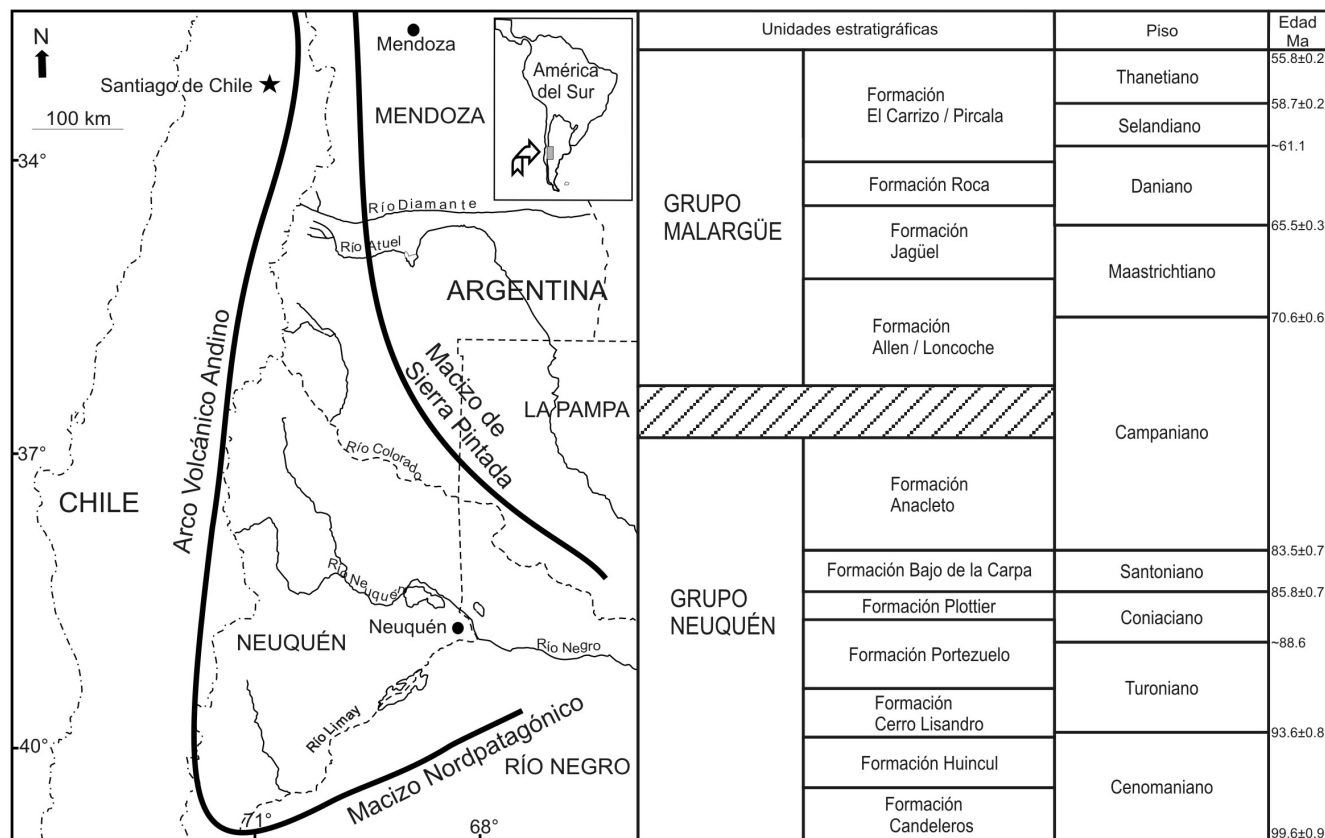 N
Mendoza
Santiago de Chile
100 km
MENDOZA
América
del Sur
34°
Río Diamante
Río Atuel
ARGENTINA
Arco Volcánico Andino
Macizo de
Sierra Pintada
LA PAMPA
37°
Río Colorado
CHILE
Río Neuquén
NEUQUÉN
Neuquén
Río Negro
Río Limay
40°
Macizo Nordpatagónico
RÍO NEGRO
71°
68°
Unidades estratigráficas
Piso
Edad
Ma
55.8±0.2
Thanetiano
Formación
El Carrizo / Pircala
58.7±0.2
Selandiano
~61.1
Formación Roca
Daniano
GRUPO
MALARGÜE
65.5±0.3
Formación
Jagüel
Maastrichtiano
70.6±0.6
Formación
Allen / Loncoche
Campaniano
Formación
Anacleto
83.5±0.7
Formación Bajo de la Carpa
Santoniano
85.8±0.7
GRUPO
NEUQUÉN
Formación Plottier
Coniaciano
~88.6
Formación Portezuelo
Turoniano
Formación
Cerro Lisandro
93.6±0.8
Formación Huincul
Cenomaniano
Formación
Candeleros
99.6±0.9